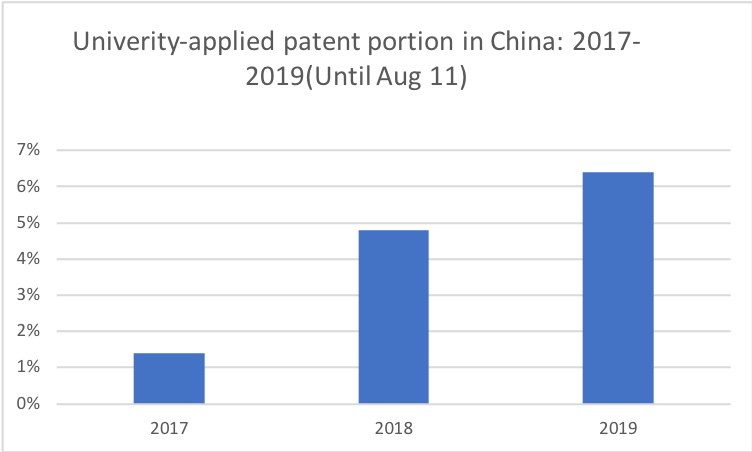 Univerity-applied patent portion in China: 2017-
2019(Until Aug 11)
7%
6%
5%
4%
3%
2%
1%
0%
2017 2018 2019